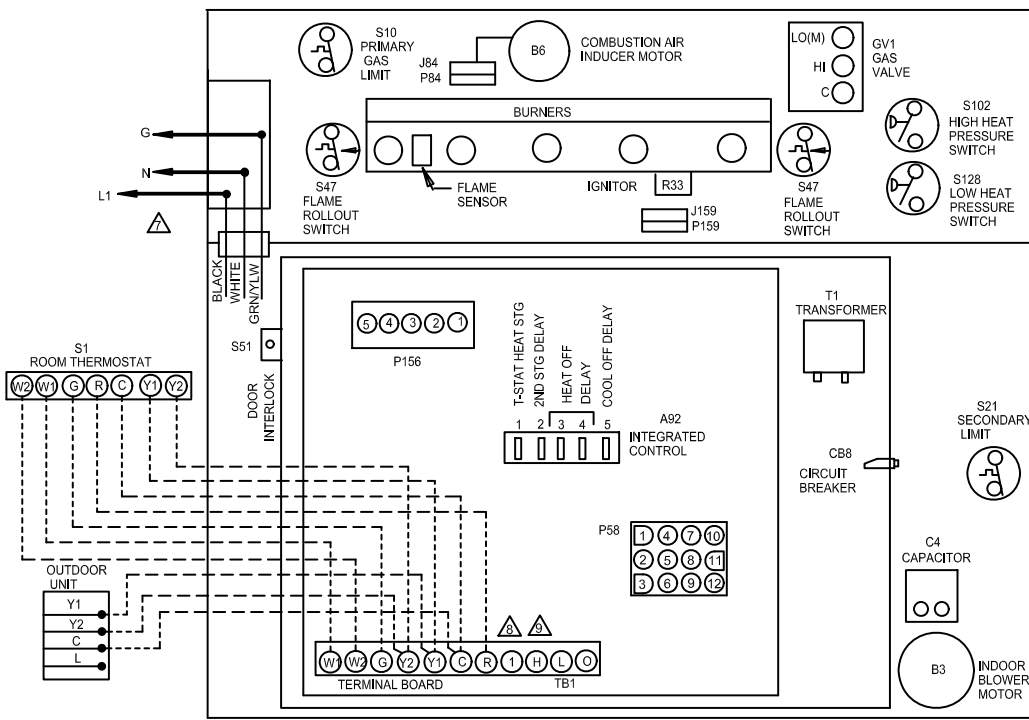 S10
PRIMARY
GAS
LIMIT
J84
P84
B6
COMBUSTION AIR
INDUCER MOTOR
LO(M)
HI
C
GV1
GAS
VALVE
S102
HIGH HEAT
PRESSURE
SWITCH
BURNERS
G
N
L1
7
S47
FLAME
ROLLOUT
SWITCH
FLAME
SENSOR
IGNITOR
R33
J159
P159
S47
FLAME
ROLLOUT
SWITCH
S128
LOW HEAT
PRESSURE
SWITCH
BLACK
WHITE
GRN/YLW
S51
DOOR
INTERLOCK
5 4 3 2 1
P156
T-STAT HEAT STG
2ND STG DELAY
HEAT OFF
DELAY
COOL OFF DELAY
1 2 3 4 5
A92
INTEGRATED
CONTROL
T1
TRANSFORMER
S1
ROOM THERMOSTAT
W2 W1 G R C Y1 Y2
CB8
CIRCUIT
BREAKER
S21
SECONDARY
LIMIT
P58
1 4 7 10
2 5 8 11
3 6 9 12
C4
CAPACITOR
OUTDOOR
UNIT
Y1
Y2
C
L
8 9
W1 W2 G Y2 Y1 C R 1 H L O
TERMINAL BOARD
TB1
B3
INDOOR
BLOWER
MOTOR